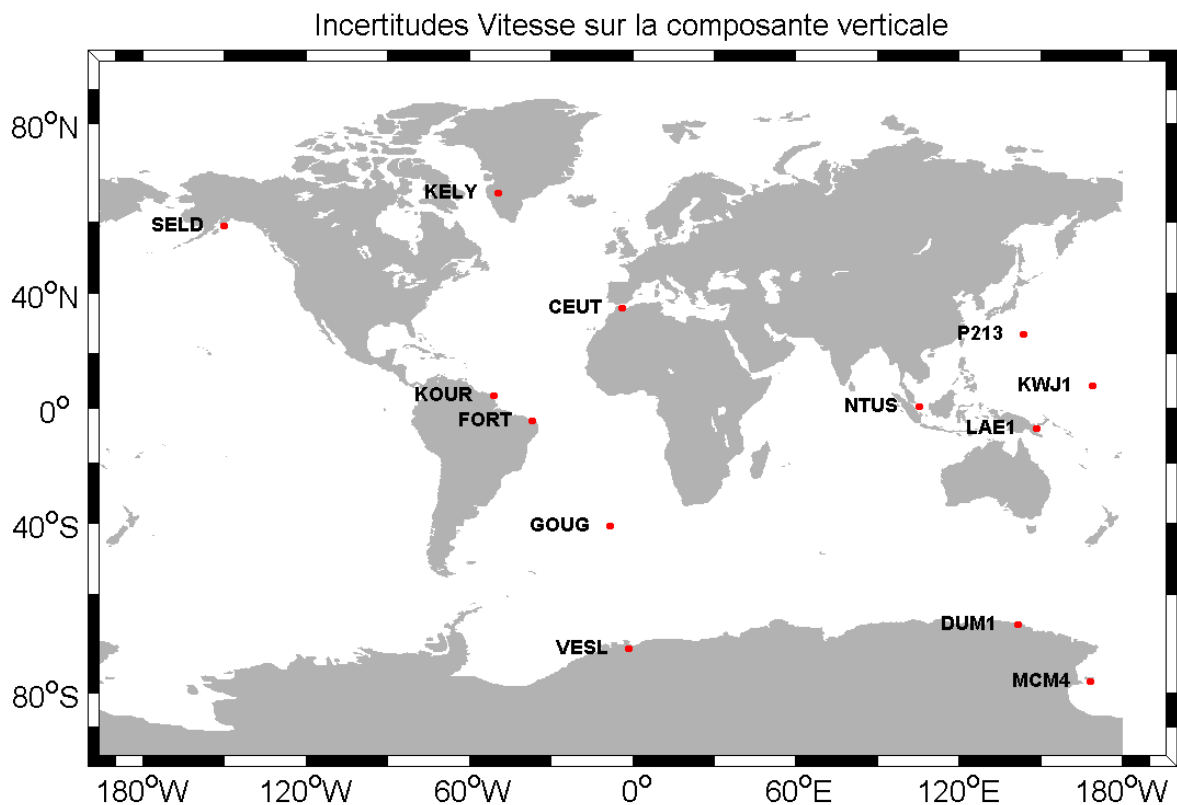 Incertitudes Vitesse sur la composante verticale
80°N
KELY
SELD
40°N
CEUT
P213
KWJ1
KOUR
NTUS
0°
FORT
LAE1
40°S
GOUG
DUM1
VESL
MCM4
80°S
180°W
120°W
60°W
0°
60°E
120°E
180°W